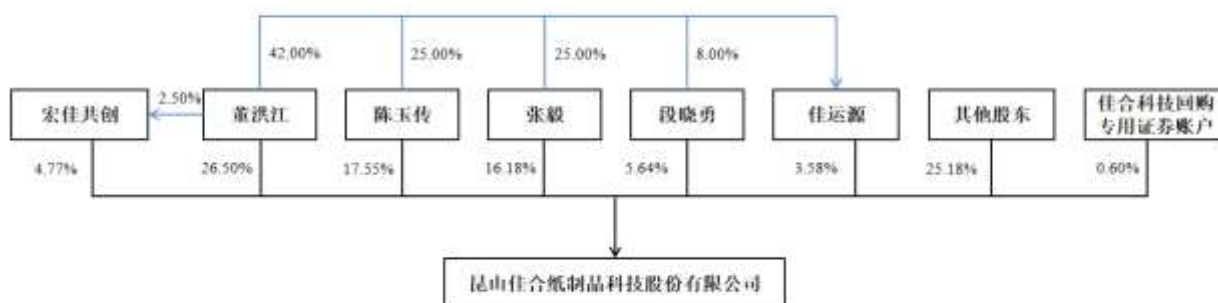 42.00%
25.00%
25.00%
8.00%
2.50%
宏佳共创
董洪江
陈玉传
张毅
段晓勇
佳运源
其他股东
佳合科技回购
专用证券账户
4.77%
26.50%
17.55%
16.18%
5.64%
3.58%
25.18%
0.60%
昆山佳合纸制品科技股份有限公司